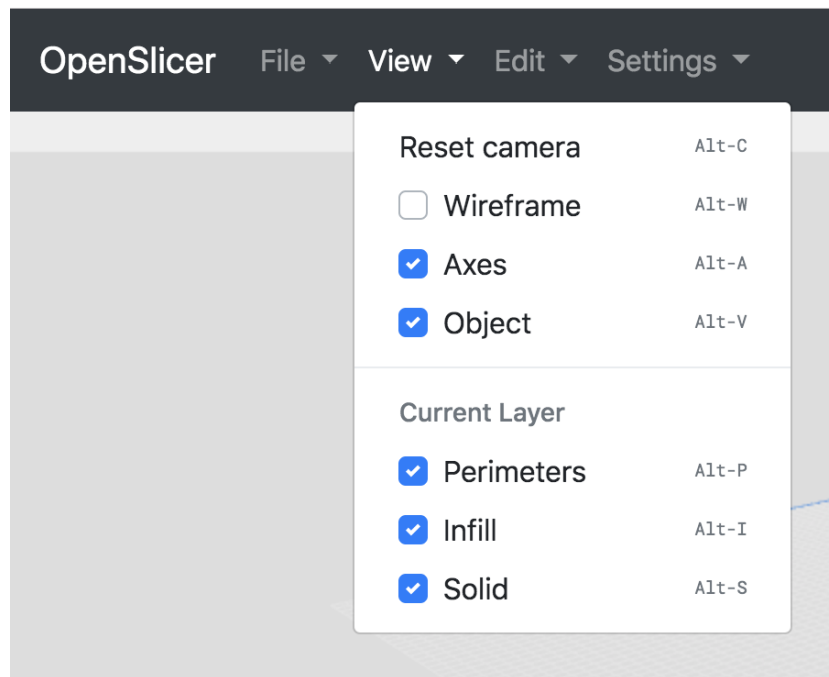 OpenSlicer File View Edit Settings
Reset camera Alt-C
Wireframe Alt-W
Axes Alt-A
Object Alt-V
Current Layer
Perimeters Alt-P
Infill Alt-I
Solid Alt-S